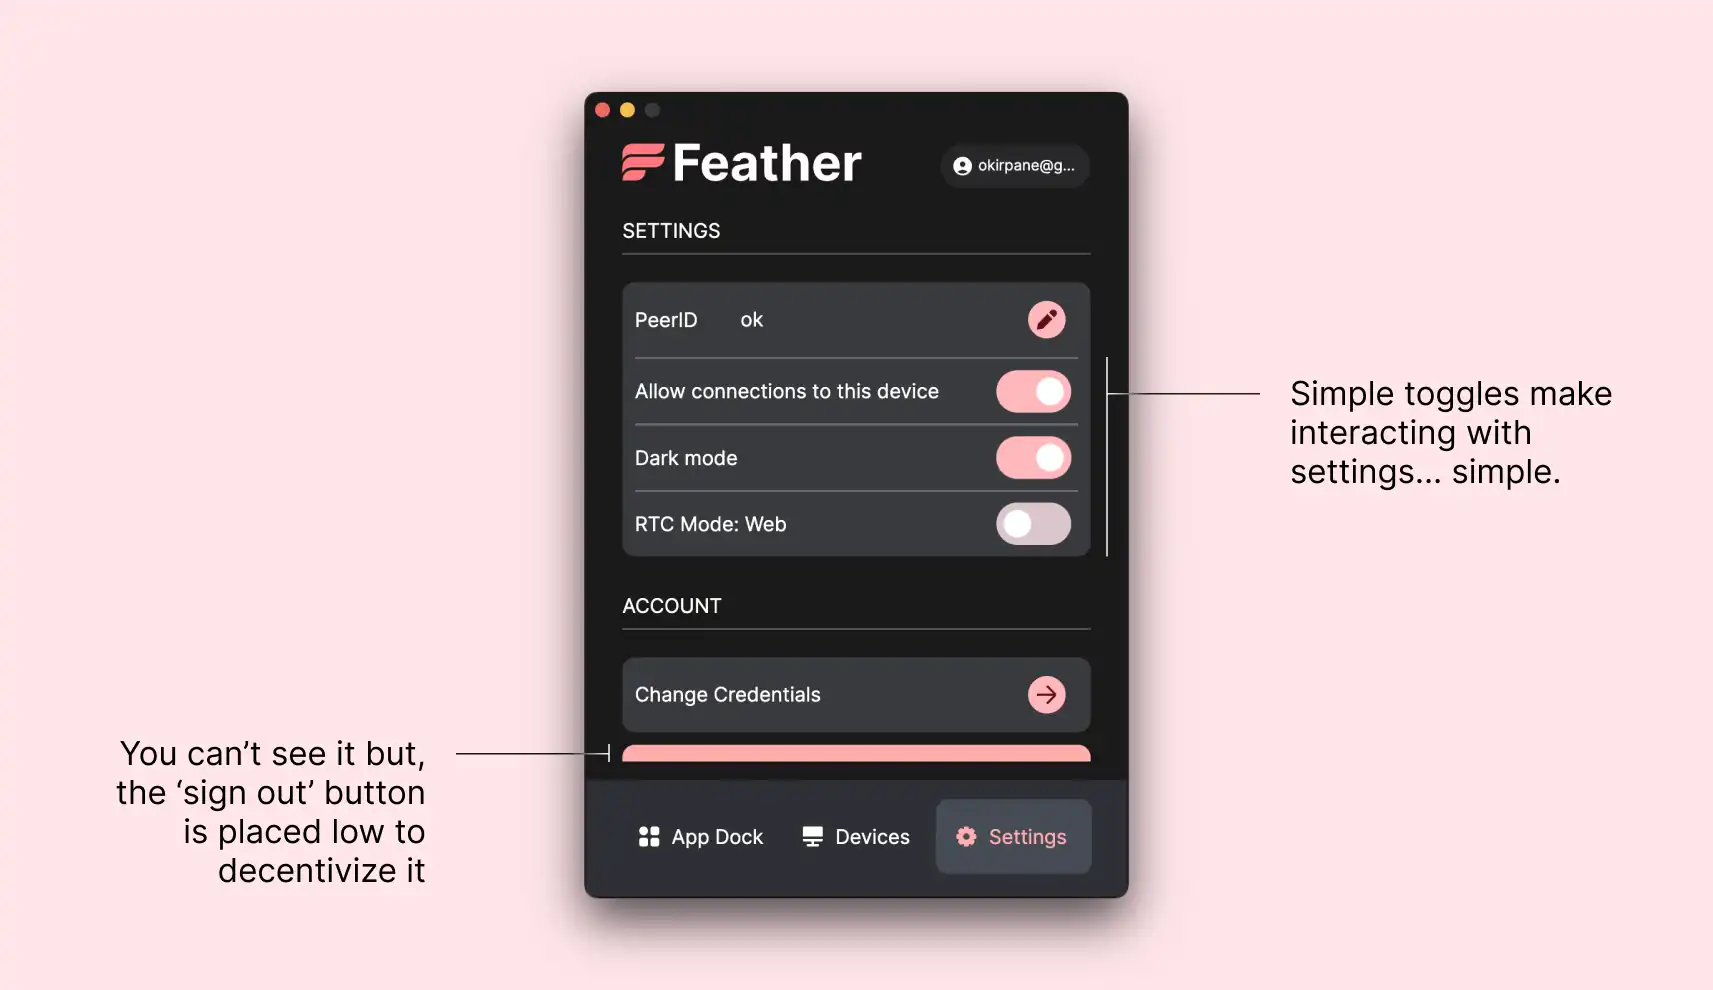 Feather
okirpane@g...
SETTINGS
PeerID ok
Allow connections to this device
Dark mode
RTC Mode: Web
Simple toggles make
interacting with
settings... simple.
ACCOUNT
Change Credentials
You can’t see it but,
the ‘sign out’ button
is placed low to
decentivize it
App Dock Devices Settings